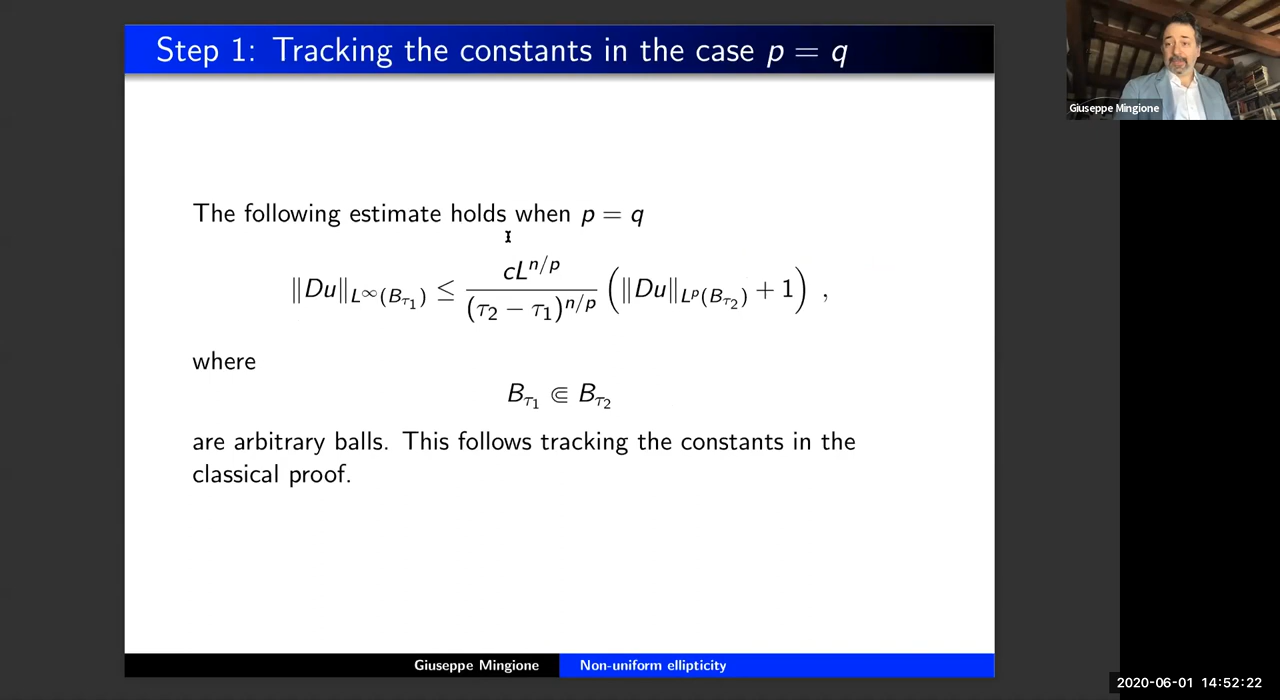 Step 1: Tracking the constants in the case p = q
Giuseppe Mingione
The following estimate holds when p = q
‖Du‖_{L^∞(B_{τ_1})} ≤ \frac{cL^{n/p}}{(τ_2 − τ_1)^{n/p}} (‖Du‖_{L^p(B_{τ_2})} + 1) ,
where
B_{τ_1} ⋐ B_{τ_2}
are arbitrary balls. This follows tracking the constants in the
classical proof.
Giuseppe Mingione Non-uniform ellipticity
2020-06-01 14:52:22